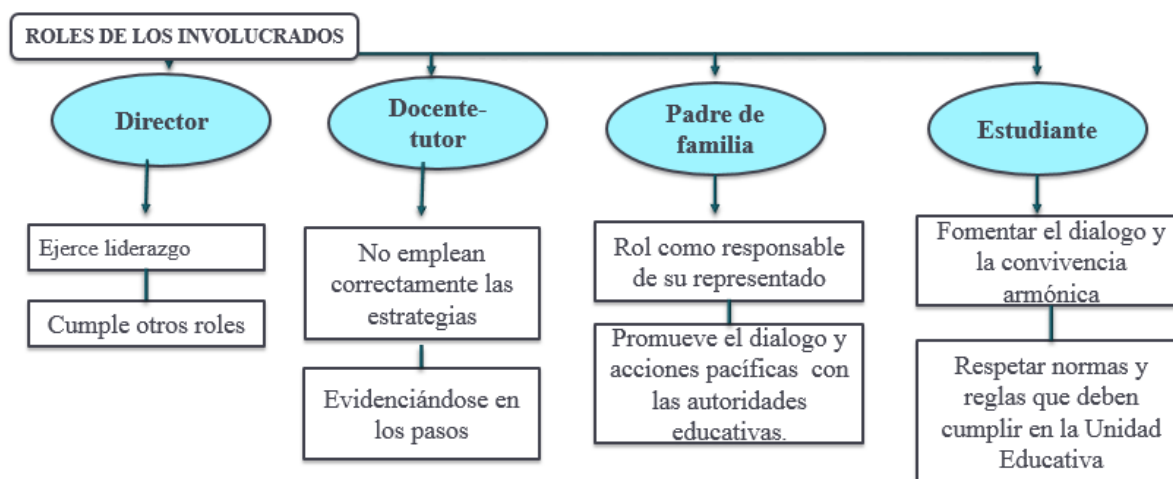 ROLES DE LOS INVOLUCRADOS
Director
Docente-
tutor
Padre de
familia
Estudiante
Ejerce liderazgo
Cumple otros roles
No emplean
correctamente las
estrategias
Evidenciándose en
los pasos
Rol como responsable
de su representado
Promueve el dialogo y
acciones pacíficas con
las autoridades
educativas.
Fomentar el dialogo y
la convivencia
armónica
Respetar normas y
reglas que deben
cumplir en la Unidad
Educativa